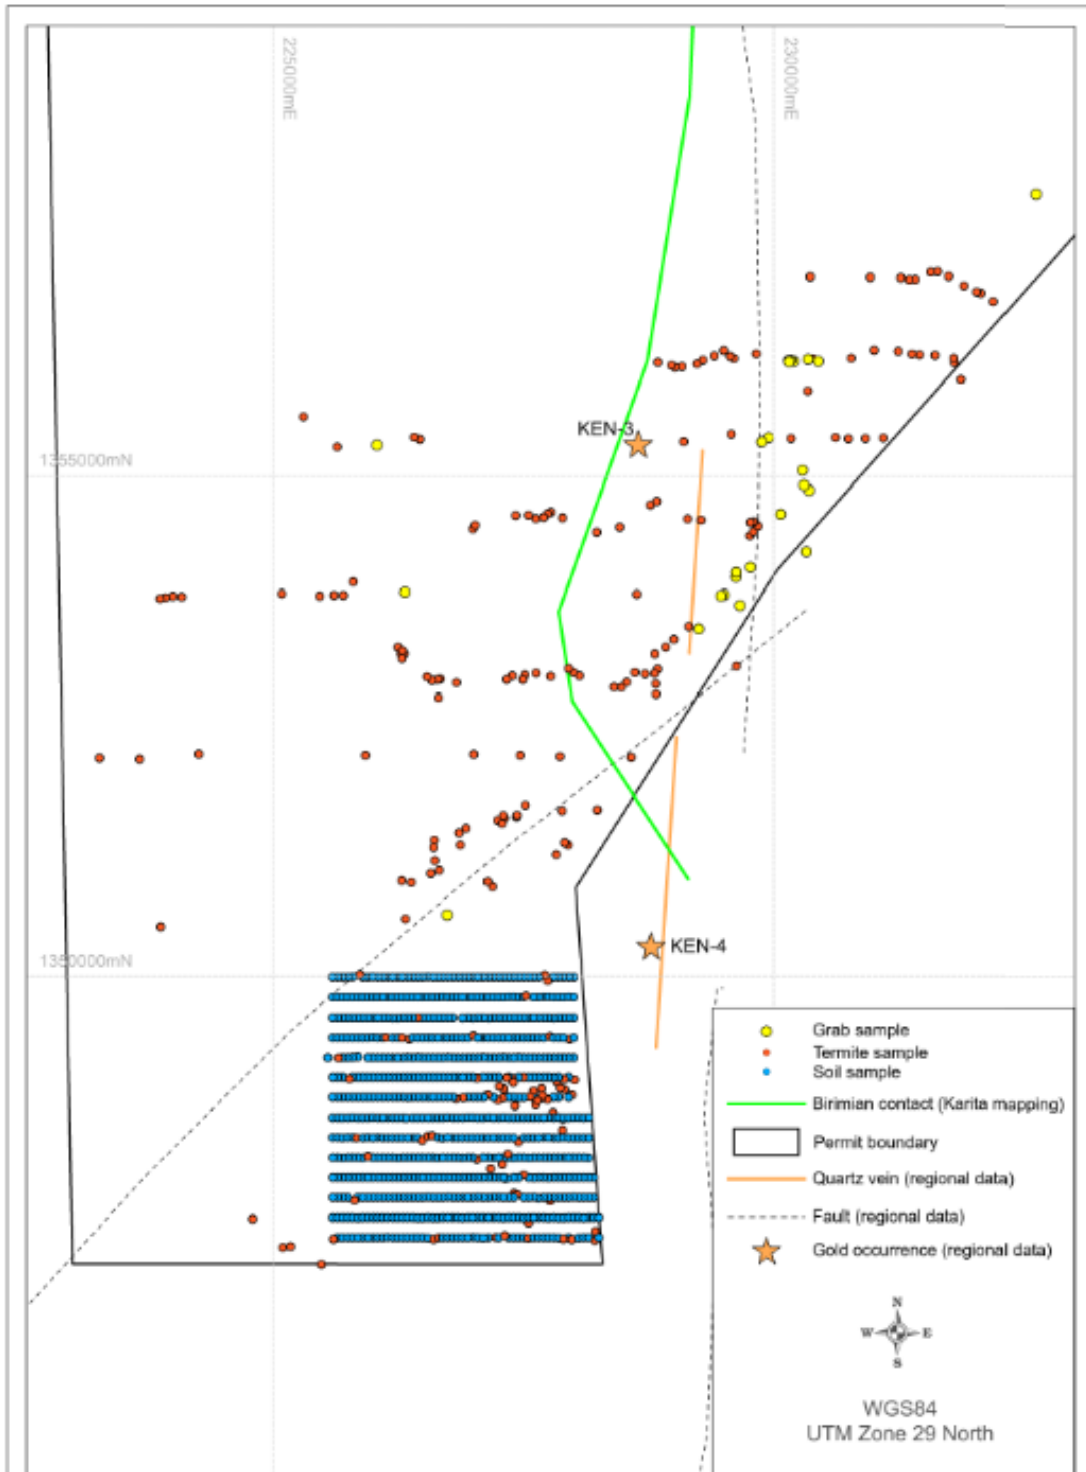 225000mE
230000mE
KEN-3
1355000mN
KEN-4
1350000mN
Grab sample
Termite sample
Soil sample
Birimian contact (Karita mapping)
Permit boundary
Quartz vein (regional data)
Fault (regional data)
Gold occurrence (regional data)
N
W E
S
WGS84
UTM Zone 29 North